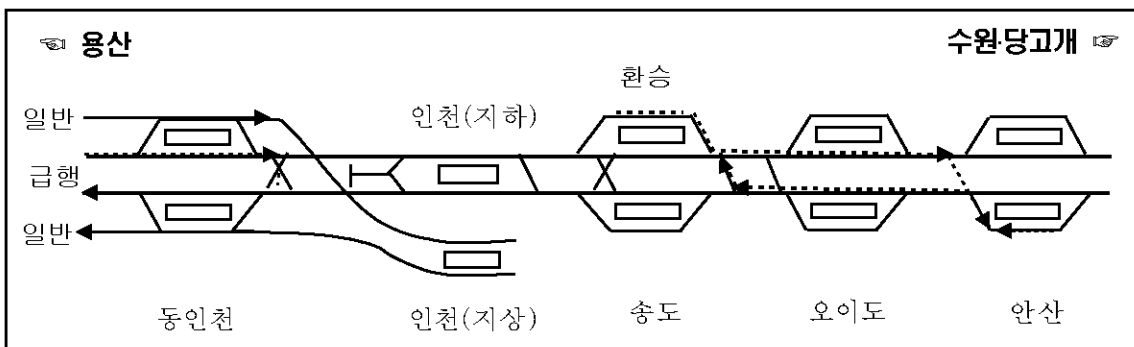 ☜ 용산
수원·당고개 ☞
환승
일반
인천(지하)
급행
일반
동인천
인천(지상)
송도
오이도
안산